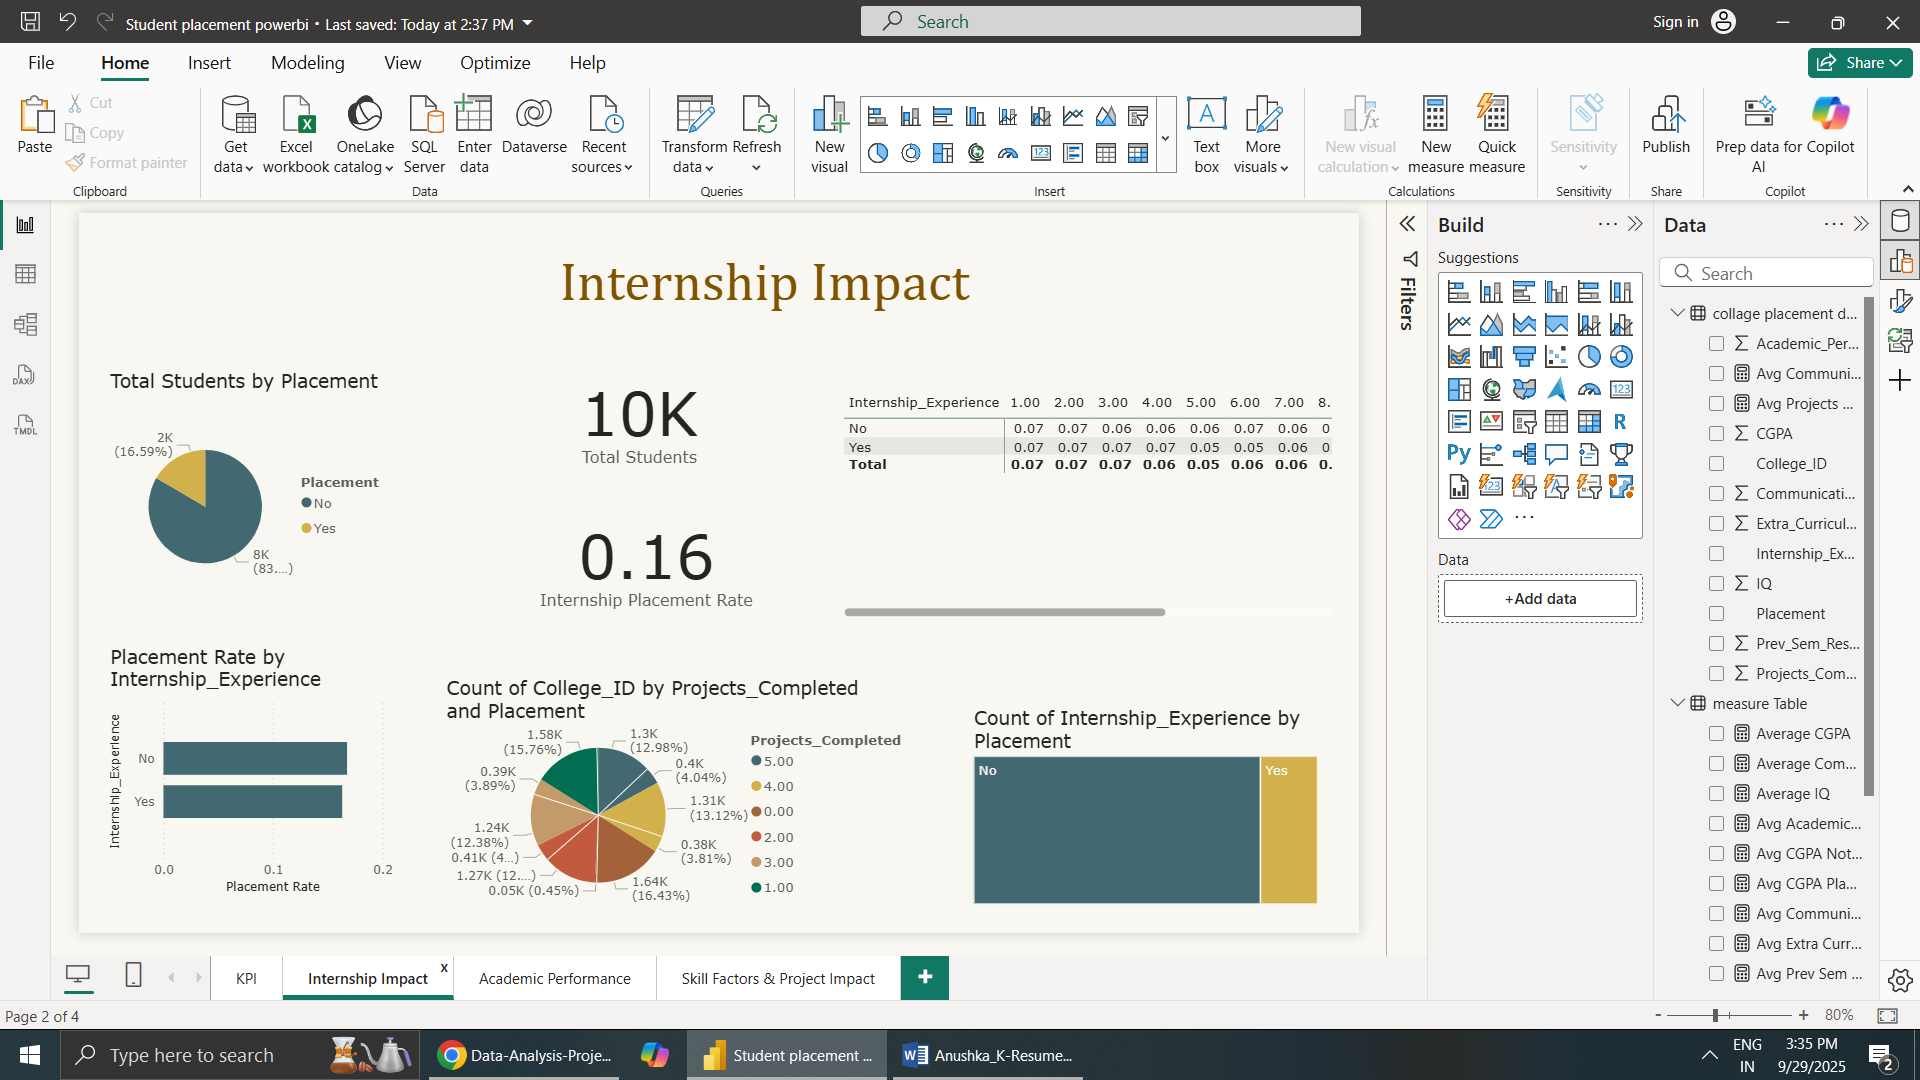 Student placement powerbi • Last saved: Today at 2:37 PM
Search
Sign in
File
Home
Insert
Modeling
View
Optimize
Help
Share
Paste
Cut
Copy
Format painter
Clipboard
Get data
Excel workbook
OneLake catalog
SQL Server
Enter data
Dataverse
Recent sources
Data
Transform data
Refresh
Queries
New visual
Text box
More visuals
Insert
New visual calculation
New measure
Quick measure
Calculations
Sensitivity
Sensitivity
Publish
Share
Prep data for AI
Copilot
Copilot
Internship Impact
Total Students by Placement
2K
(16.59%)
8K
(83....)
Placement
No
Yes
10K
Total Students
0.16
Internship Placement Rate
Internship_Experience 1.00 2.00 3.00 4.00 5.00 6.00 7.00 8.
No 0.07 0.07 0.06 0.06 0.06 0.07 0.06 0
Yes 0.07 0.07 0.07 0.07 0.05 0.05 0.06 0
Total 0.07 0.07 0.07 0.06 0.05 0.06 0.06 0.
Placement Rate by
Internship_Experience
Internship_Experience
No
Yes
0.0 0.1 0.2
Placement Rate
Count of College_ID by Projects_Completed
and Placement
1.58K
(15.76%)
1.3K
(12.98%)
0.4K
(4.04%)
1.31K
(13.12%)
0.38K
(3.81%)
1.64K
(16.43%)
0.05K (0.45%)
1.27K (12....)
0.41K (4...)
1.24K
(12.38%)
0.39K
(3.89%)
Projects_Completed
5.00
4.00
0.00
2.00
3.00
1.00
Count of Internship_Experience by
Placement
No
Yes
Filters
Build
Suggestions
Data
+Add data
Data
Search
collage placement d...
Academic_Per...
Avg Communi...
Avg Projects ...
CGPA
College_ID
Communicati...
Extra_Curricul...
Internship_Ex...
IQ
Placement
Prev_Sem_Res...
Projects_Com...
measure Table
Average CGPA
Average Com...
Average IQ
Avg Academic...
Avg CGPA Not...
Avg CGPA Pla...
Avg Communi...
Avg Extra Curr...
Avg Prev Sem ...
DAX
TMDL
KPI
Internship Impact
x
Academic Performance
Skill Factors & Project Impact
+
Page 2 of 4
- + 80%
Type here to search
Data-Analysis-Proje...
Student placement ...
Anushka_K-Resume...
ENG
IN
3:35 PM
9/29/2025
2